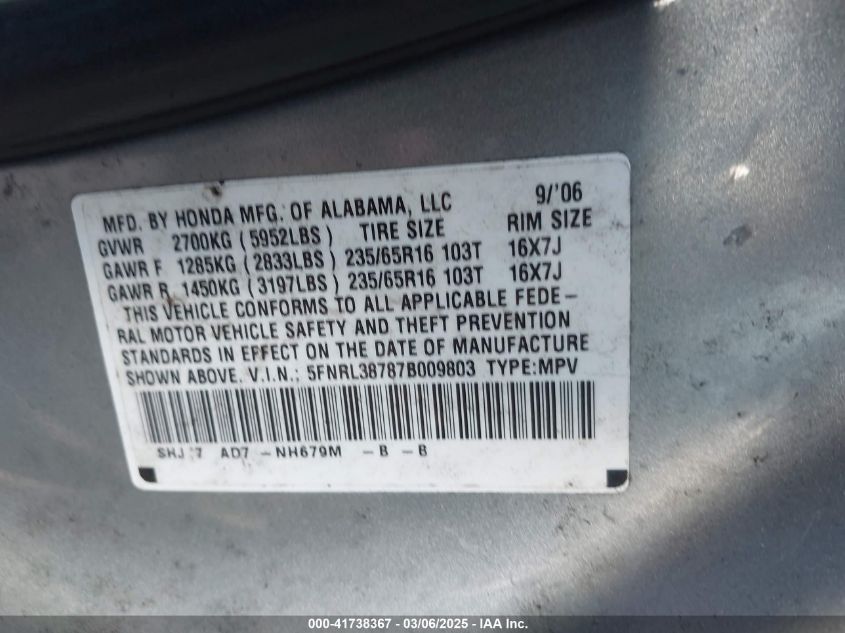 MFD. BY HONDA MFG. OF ALABAMA, LLC 9/'06
GVWR 2700KG (5952LBS) TIRE SIZE RIM SIZE
GAWR F 1285KG (2833LBS) 235/65R16 103T 16X7J
GAWR R 1450KG (3197LBS) 235/65R16 103T 16X7J
THIS VEHICLE CONFORMS TO ALL APPLICABLE FEDE-
RAL MOTOR VEHICLE SAFETY AND THEFT PREVENTION
STANDARDS IN EFFECT ON THE DATE OF MANUFACTURE
SHOWN ABOVE. V.I.N.: 5FNRL38787B009803 TYPE:MPV
AD7 -NH679M -B -B
000-41738367 - 03/06/2025 - IAA Inc.